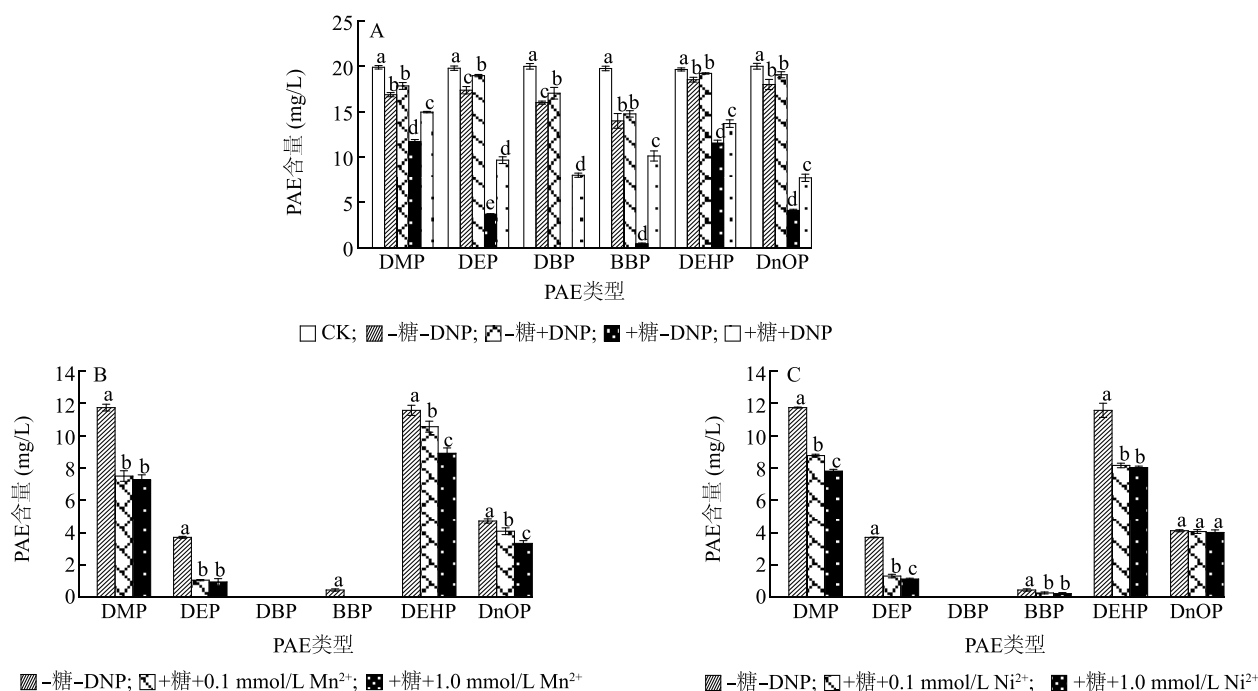 A
25
20
15
10
5
0
PAE含量 (mg/L)
a b b d c
a c b e d
a c b d
a b b d c
a b b d c
a b b d c
DMP DEP DBP BBP DEHP DnOP
PAE类型
CK; -糖-DNP; -糖+DNP; +糖-DNP; +糖+DNP
B
14
12
10
8
6
4
2
0
PAE含量 (mg/L)
a b b
a b b
a
a b c
a b c
DMP DEP DBP BBP DEHP DnOP
PAE类型
-糖-DNP; +糖+0.1 mmol/L Mn²⁺; +糖+1.0 mmol/L Mn²⁺
C
14
12
10
8
6
4
2
0
PAE含量 (mg/L)
a b c
a b c
a b b
a b b
a a a
DMP DEP DBP BBP DEHP DnOP
PAE类型
-糖-DNP; +糖+0.1 mmol/L Ni²⁺; +糖+1.0 mmol/L Ni²⁺